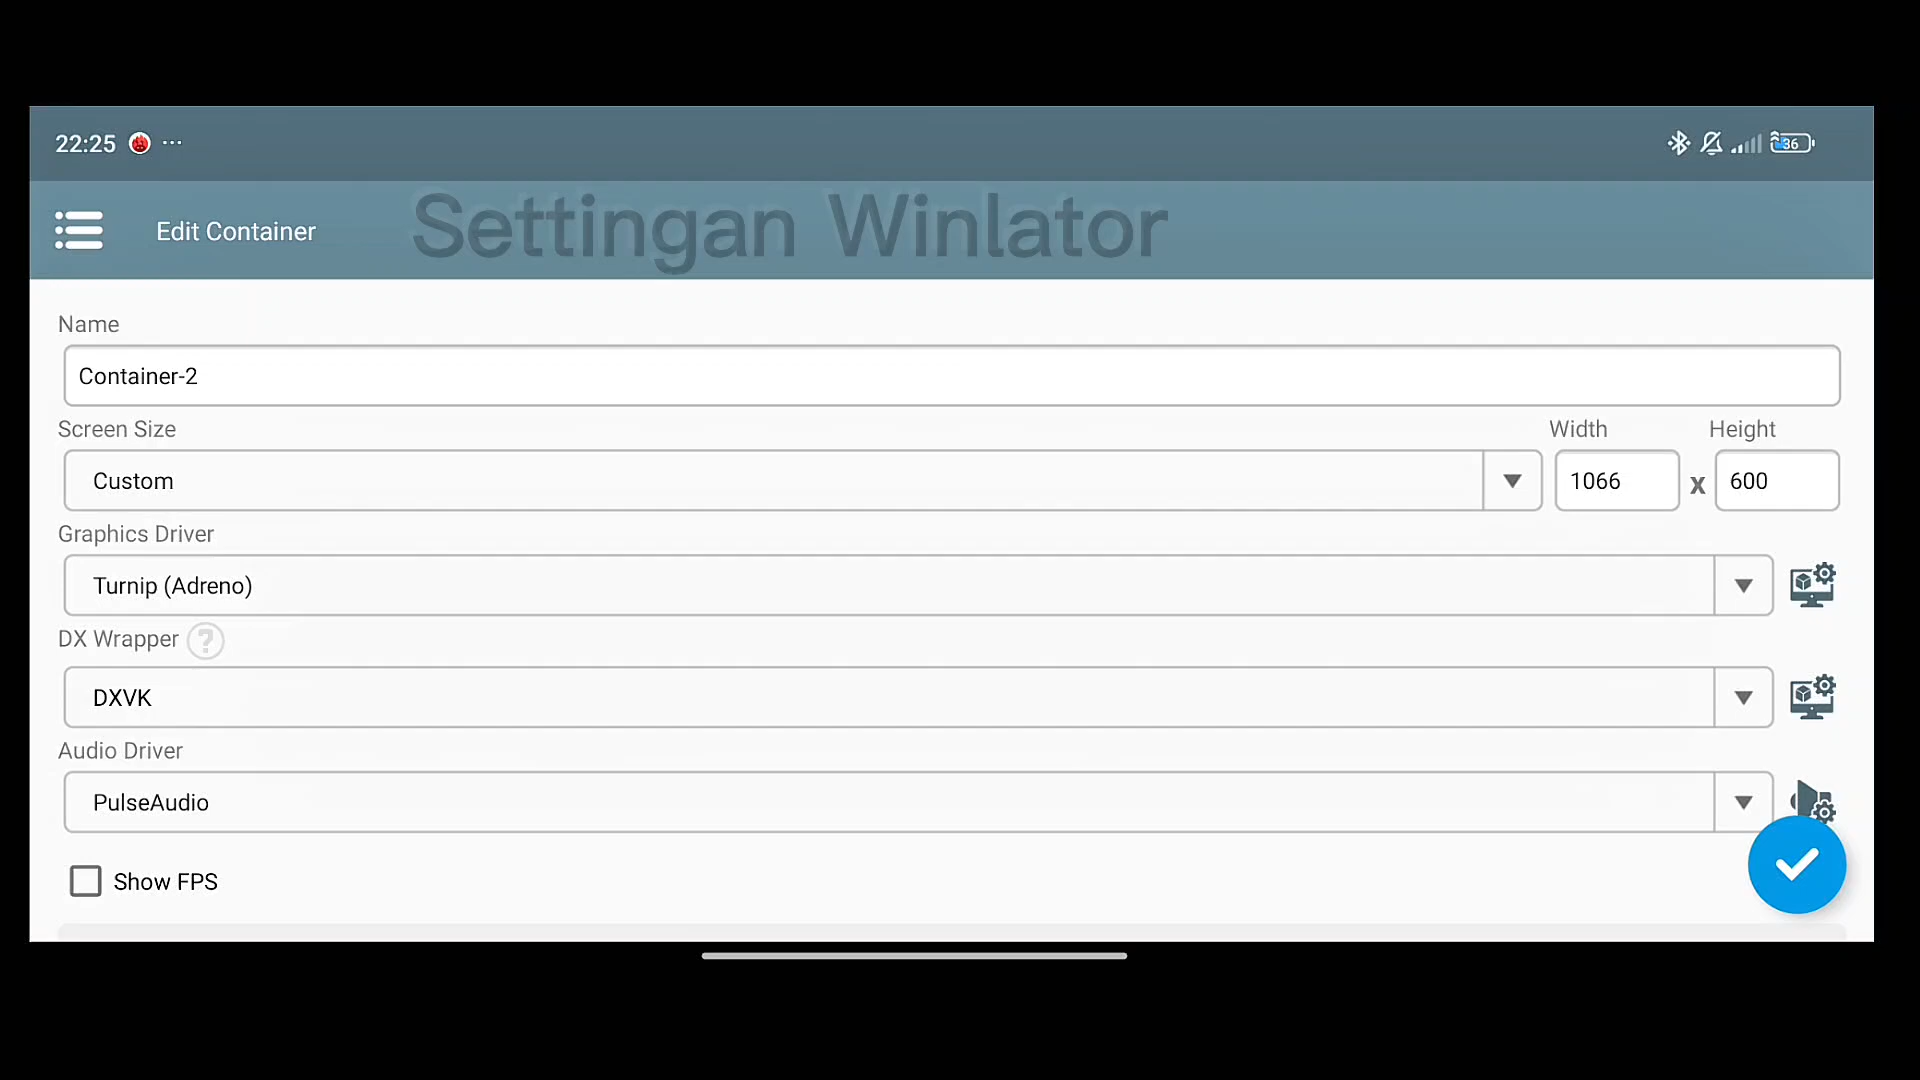 22:25 ... 36
Edit Container
Settingan Winlator
Name
Container-2
Screen Size Width Height
Custom 1066 x 600
Graphics Driver
Turnip (Adreno)
DX Wrapper ?
DXVK
Audio Driver
PulseAudio
Show FPS